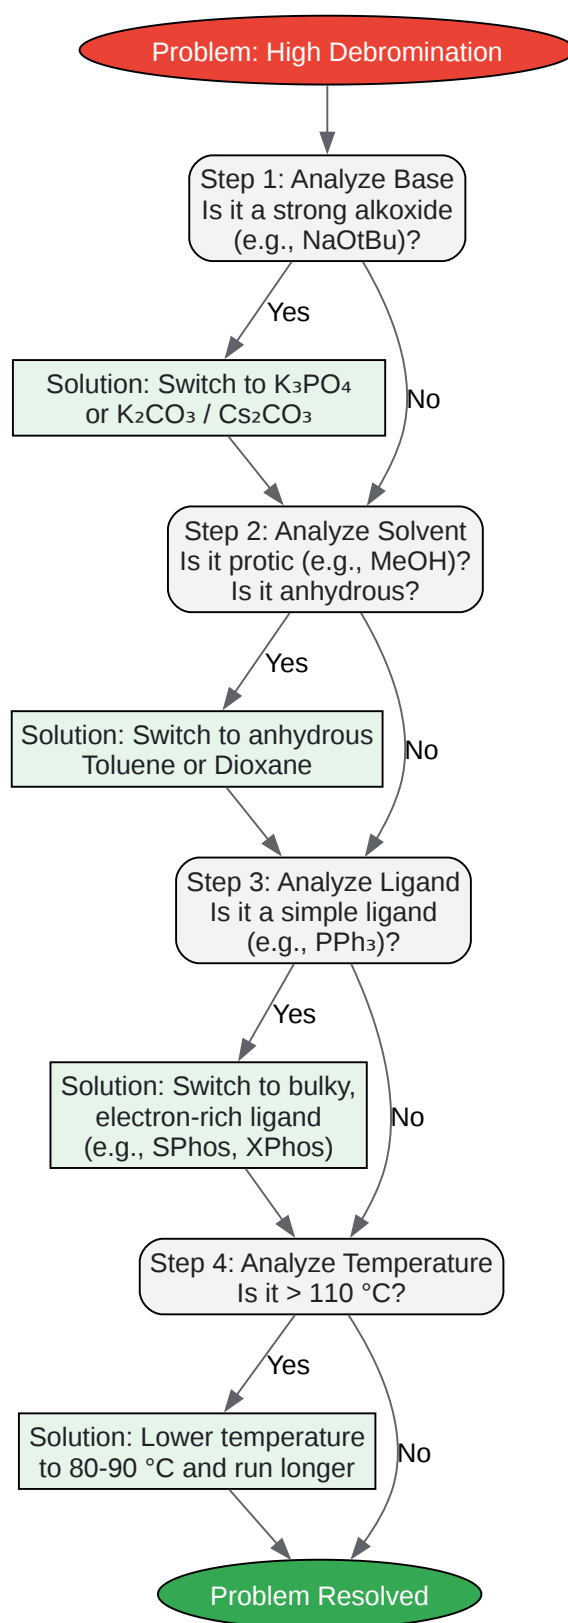 Problem: High Debromination
Step 1: Analyze Base
Is it a strong alkoxide
(e.g., NaOtBu)?
Yes
Solution: Switch to K₃PO₄
or K₂CO₃ / Cs₂CO₃
No
Step 2: Analyze Solvent
Is it protic (e.g., MeOH)?
Is it anhydrous?
Yes
Solution: Switch to anhydrous
Toluene or Dioxane
No
Step 3: Analyze Ligand
Is it a simple ligand
(e.g., PPh₃)?
Yes
Solution: Switch to bulky,
electron-rich ligand
(e.g., SPhos, XPhos)
No
Step 4: Analyze Temperature
Is it > 110 °C?
Yes
Solution: Lower temperature
to 80-90 °C and run longer
No
Problem Resolved